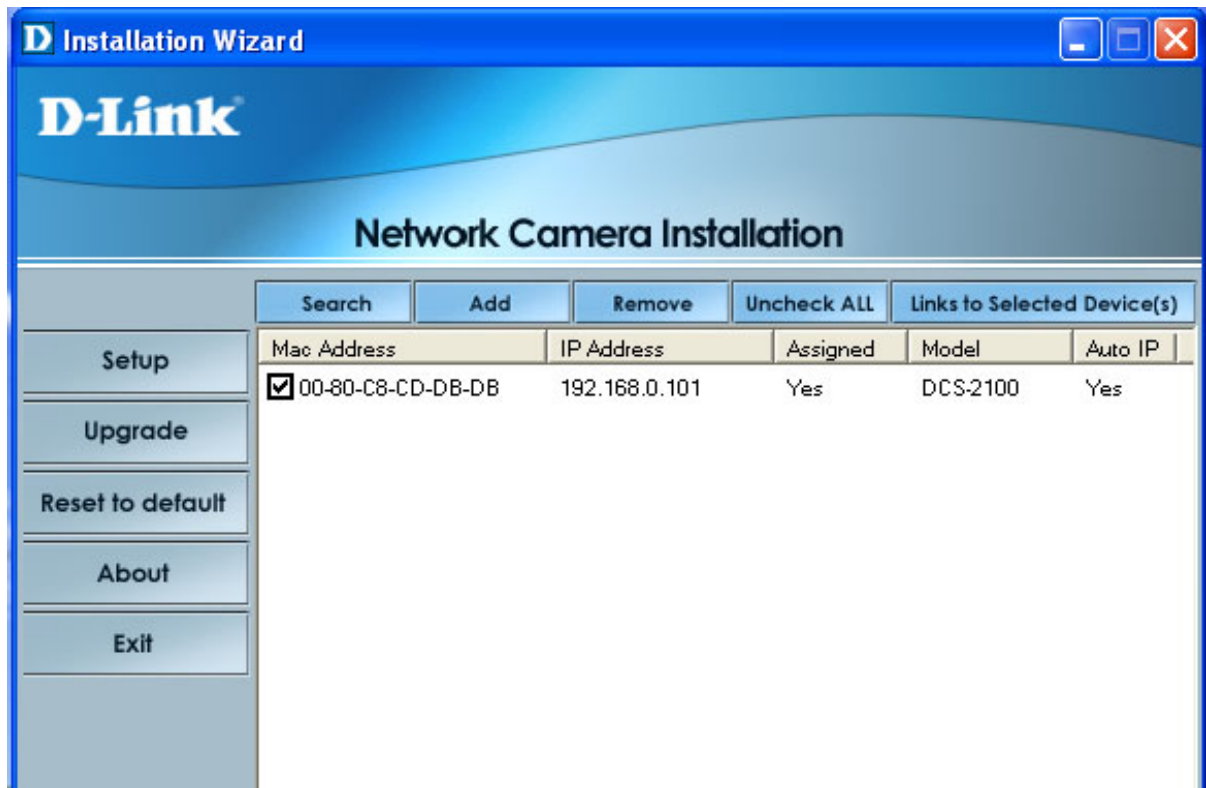 D Installation Wizard
D-Link
Network Camera Installation
Search Add Remove Uncheck ALL Links to Selected Device(s)
Setup
Upgrade
Reset to default
About
Exit
Mac Address IP Address Assigned Model Auto IP
00-80-C8-CD-DB-DB 192.168.0.101 Yes DCS-2100 Yes